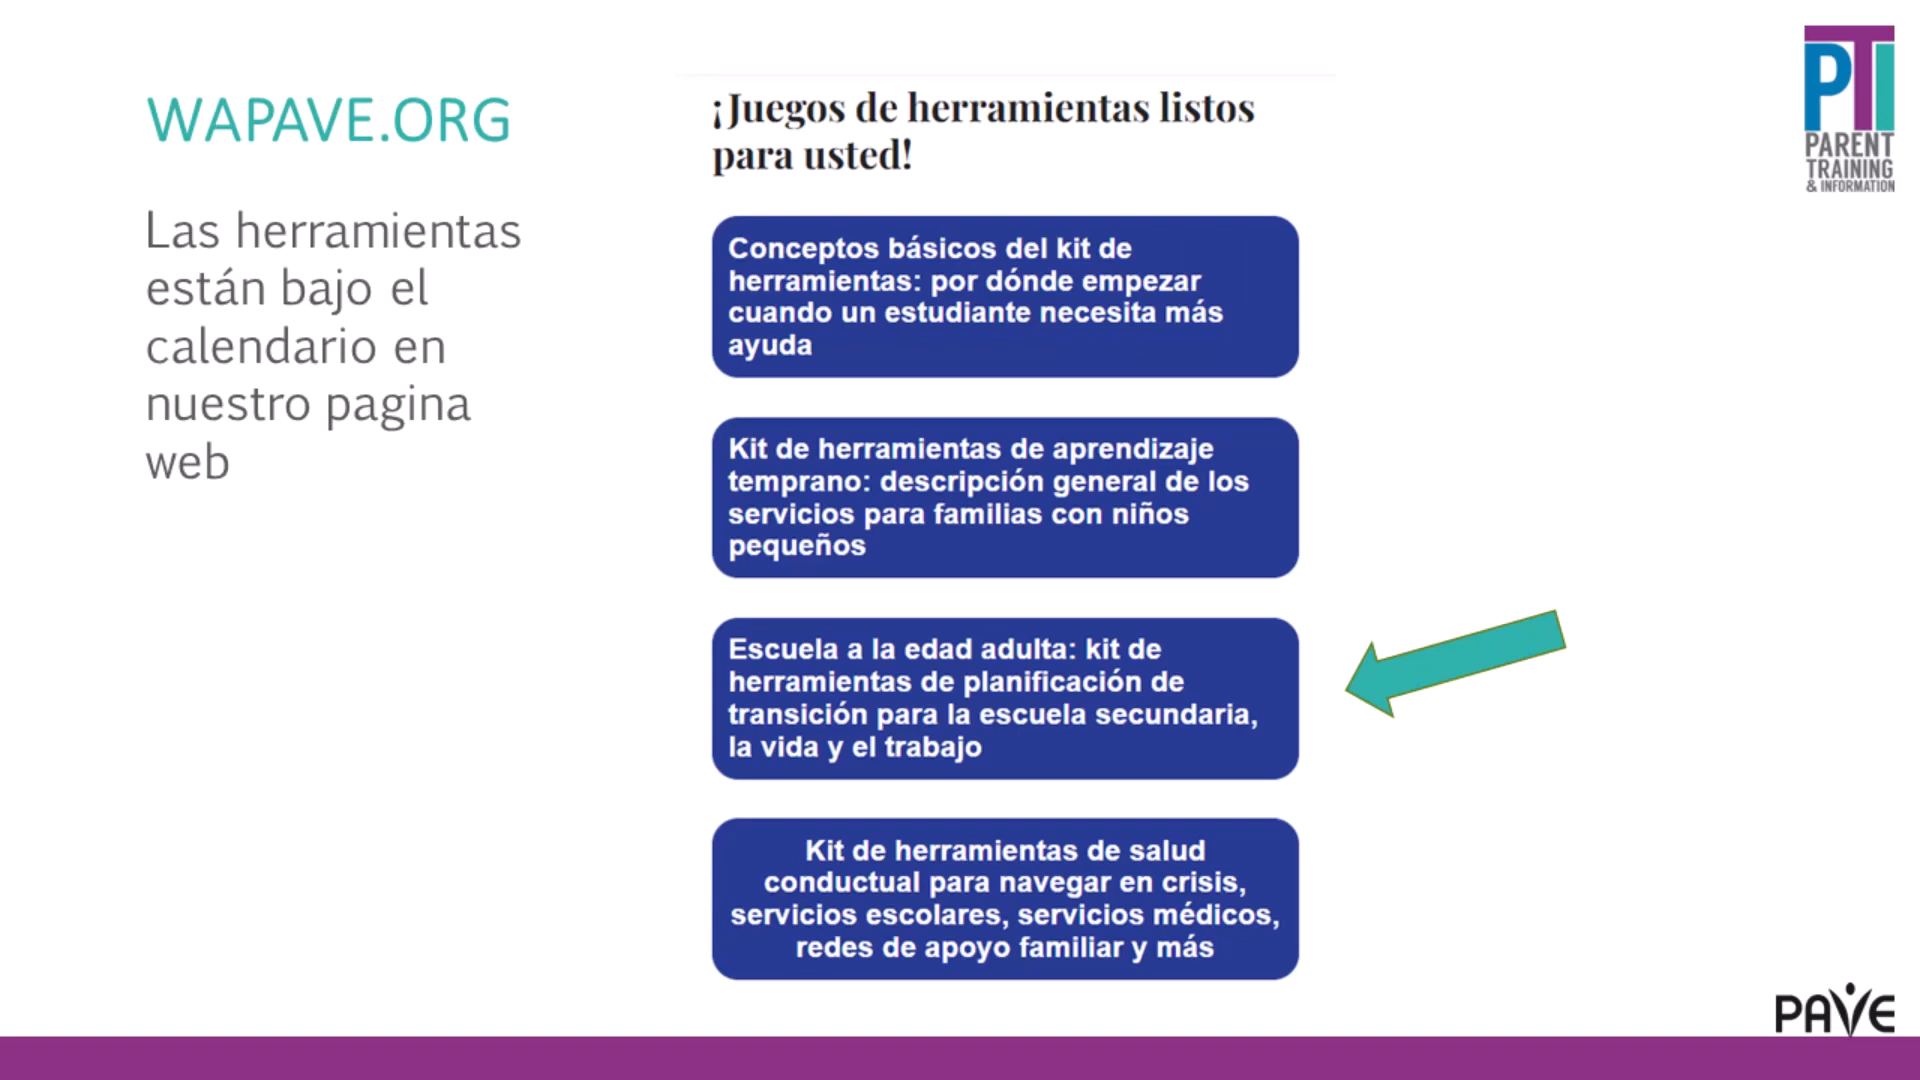 WAPAVE.ORG
Las herramientas
están bajo el
calendario en
nuestro pagina
web
¡Juegos de herramientas listos
para usted!
Conceptos básicos del kit de
herramientas: por dónde empezar
cuando un estudiante necesita más
ayuda
Kit de herramientas de aprendizaje
temprano: descripción general de los
servicios para familias con niños
pequeños
Escuela a la edad adulta: kit de
herramientas de planificación de
transición para la escuela secundaria,
la vida y el trabajo
Kit de herramientas de salud
conductual para navegar en crisis,
servicios escolares, servicios médicos,
redes de apoyo familiar y más
PTI
PARENT
TRAINING
& INFORMATION
PAVE